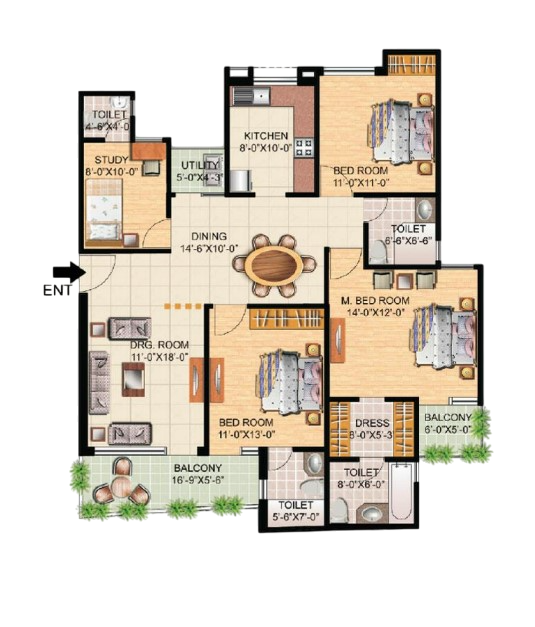 TOILET
4'-6"X4'-0
STUDY
8'-0"X10'-0"
UTILITY
5'-0"X4'-3"
KITCHEN
8'-0"X10'-0"
BED ROOM
11'-0"X11'-0"
TOILET
6'-6"X6'-6"
DINING
14'-6"X10'-0"
ENT
M. BED ROOM
14'-0"X12'-0"
DRG. ROOM
11'-0"X18'-0"
BED ROOM
11'-0"X13'-0"
DRESS
8'-0"X5'-3
BALCONY
6'-0"X5'-0"
BALCONY
16'-9"X5'-6"
TOILET
5'-6"X7'-0"
TOILET
8'-0"X6'-0"